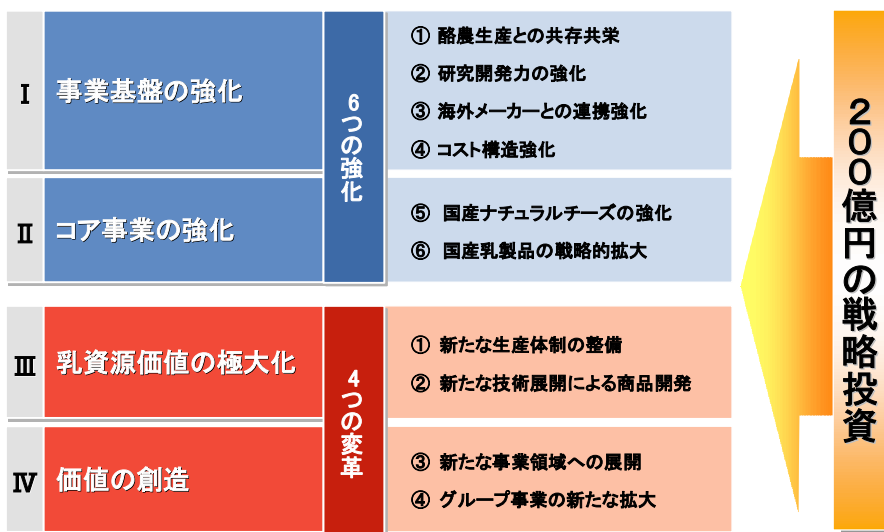 Ⅰ
事業基盤の強化
6つの強化
① 酪農生産との共存共栄
② 研究開発力の強化
③ 海外メーカーとの連携強化
④ コスト構造強化
Ⅱ
コア事業の強化
⑤ 国産ナチュラルチーズの強化
⑥ 国産乳製品の戦略的拡大
Ⅲ
乳資源価値の極大化
4つの変革
① 新たな生産体制の整備
② 新たな技術展開による商品開発
Ⅳ
価値の創造
③ 新たな事業領域への展開
④ グループ事業の新たな拡大
200億円の戦略投資